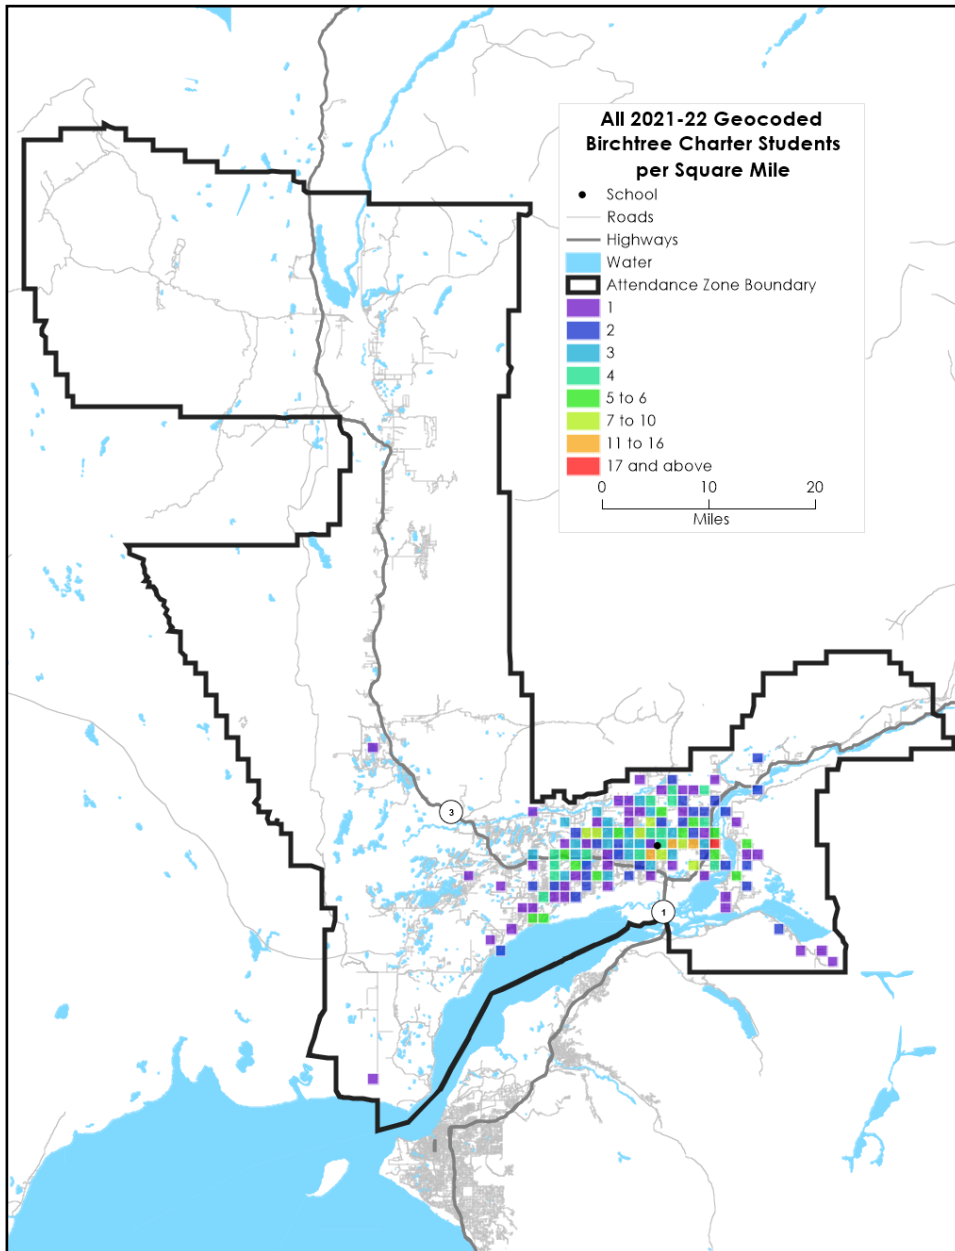 All 2021-22 Geocoded
Birchtree Charter Students
per Square Mile
School
Roads
Highways
Water
Attendance Zone Boundary
1
2
3
4
5 to 6
7 to 10
11 to 16
17 and above
0 10 20
Miles
3
1